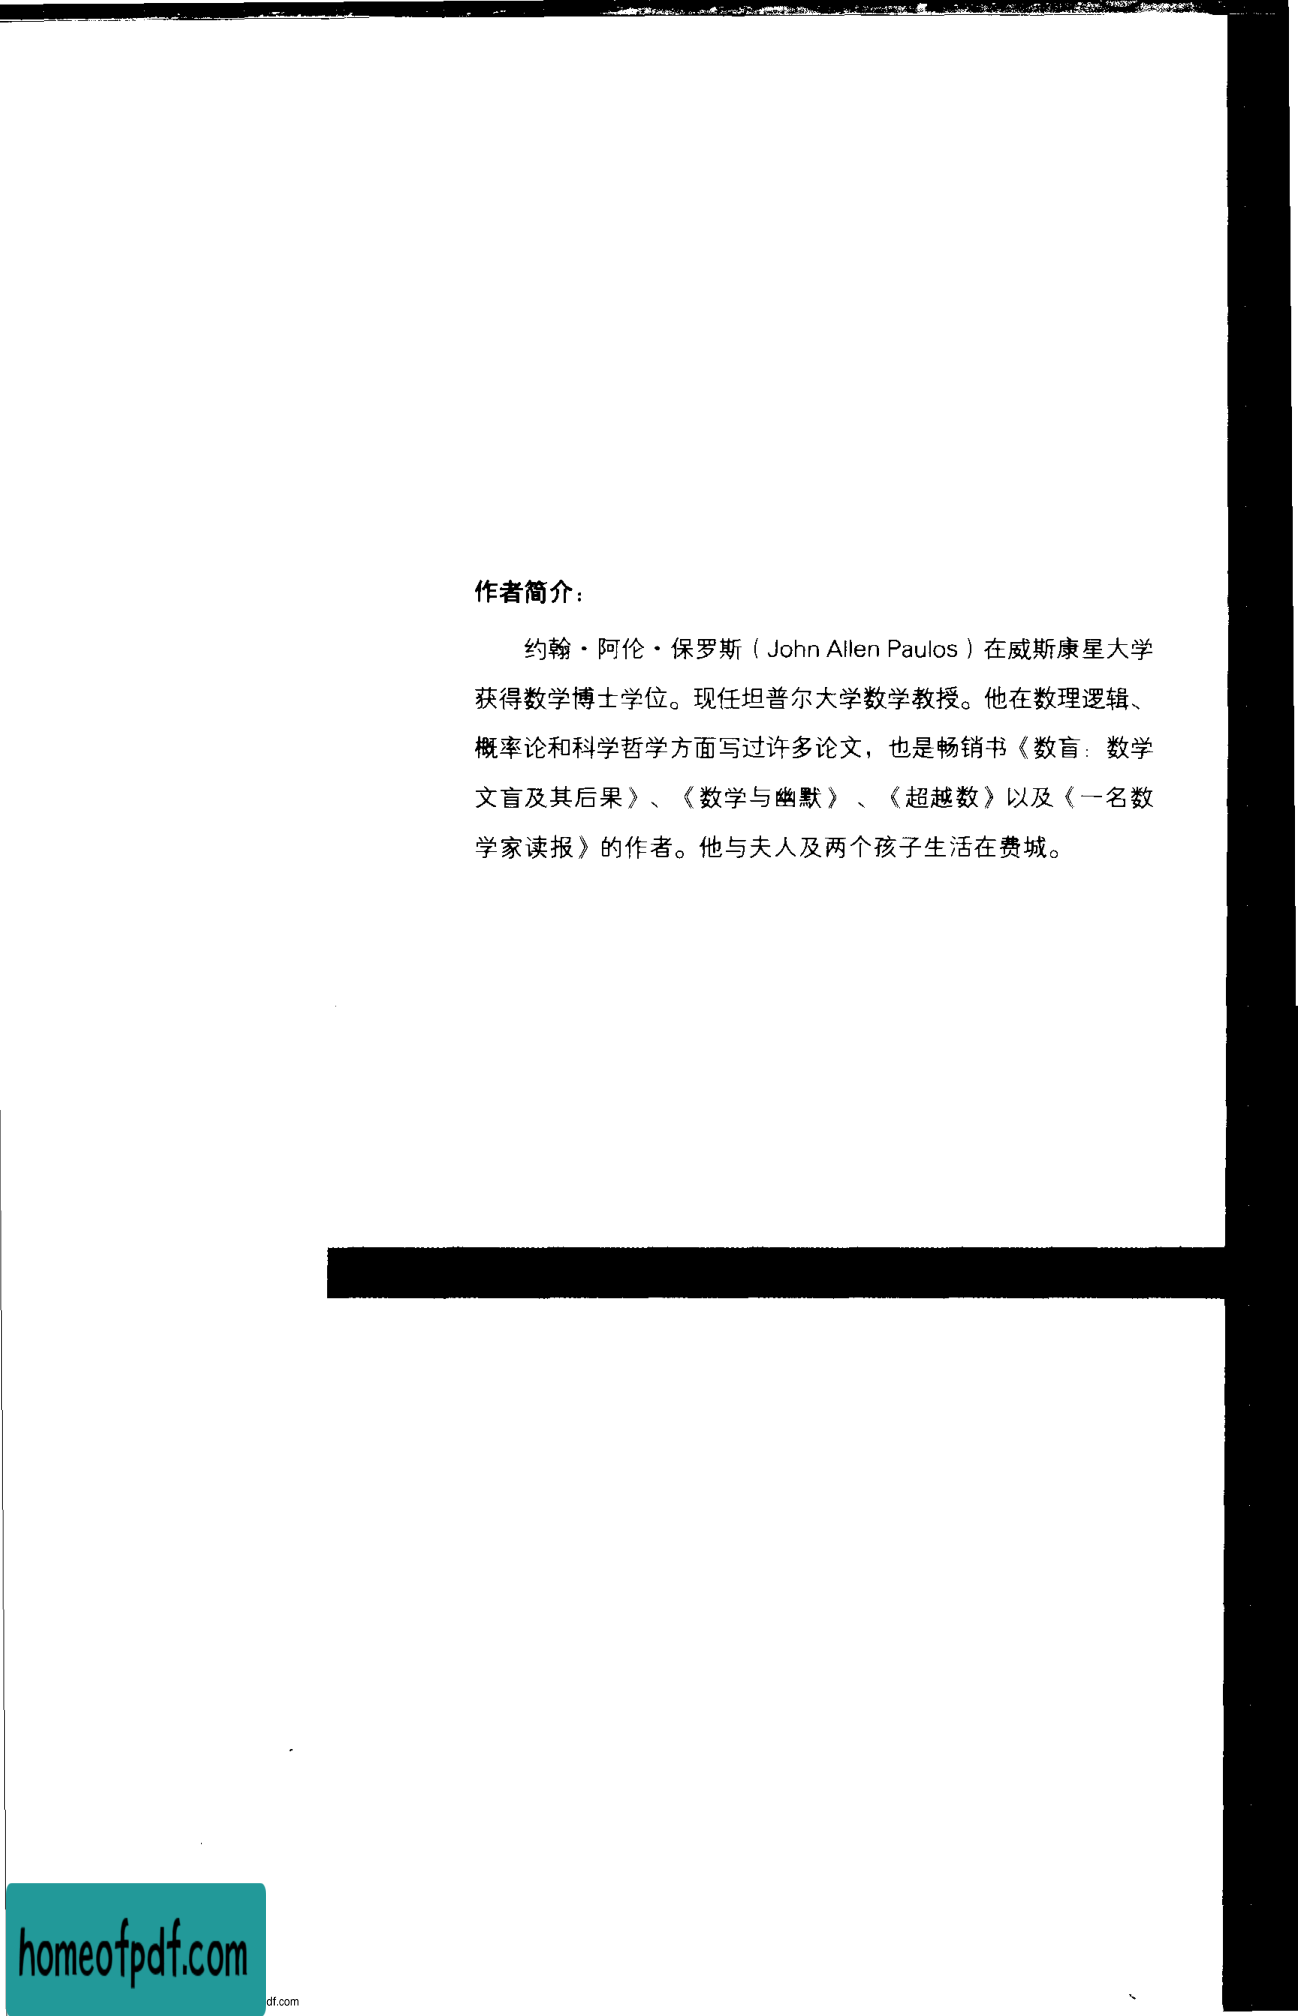 作者简介：
约翰·阿伦·保罗斯（John Allen Paulos）在威斯康星大学
获得数学博士学位。现任坦普尔大学数学教授。他在数理逻辑、
概率论和科学哲学方面写过许多论文，也是畅销书《数盲：数学
文盲及其后果》、《数学与幽默》、《超越数》以及《一名数
学家读报》的作者。他与夫人及两个孩子生活在费城。
homeofpdf.com
df.com